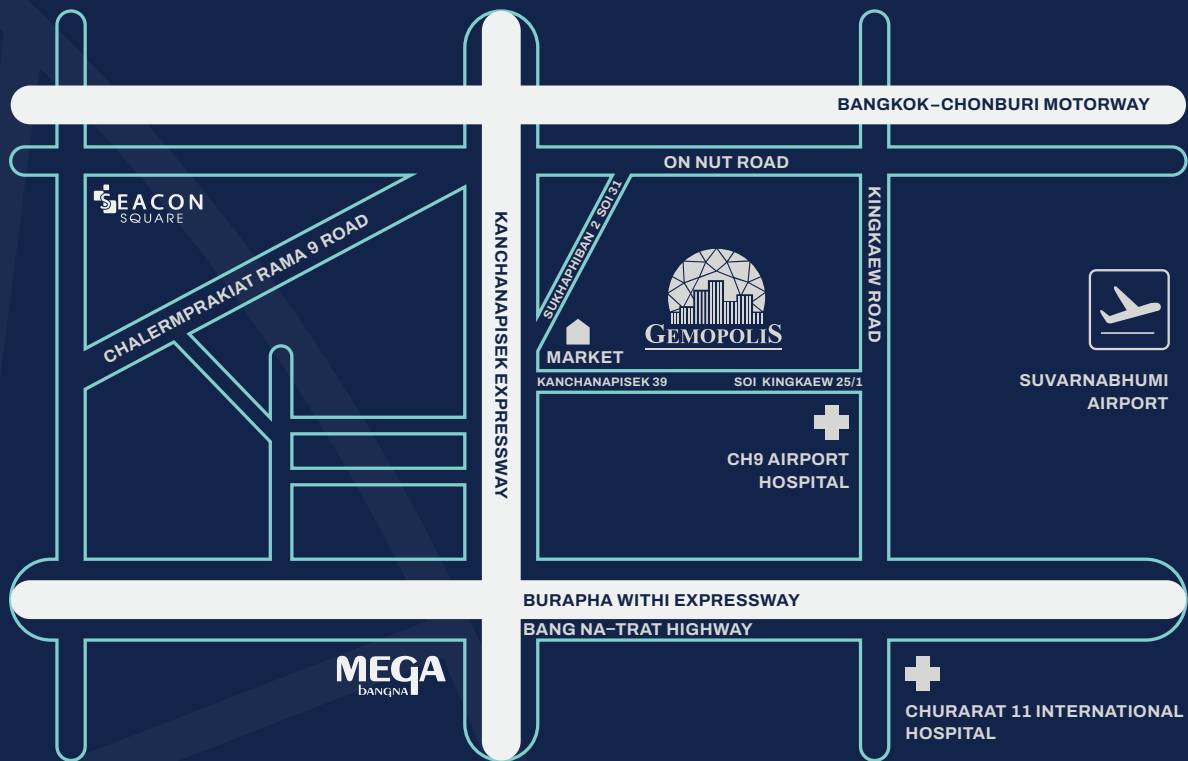 BANGKOK–CHONBURI MOTORWAY
ON NUT ROAD
SEACON
SQUARE
CHALERMPRAKIAT RAMA 9 ROAD
KANCHANAPISEK EXPRESSWAY
SUKHAPHIBAN 2 SOI 31
KINGKAEW ROAD
GEMOPOLIS
MARKET
KANCHANAPISEK 39
SOI KINGKAEW 25/1
SUVARNABHUMI
AIRPORT
CH9 AIRPORT
HOSPITAL
BURAPHA WITHI EXPRESSWAY
BANG NA–TRAT HIGHWAY
MEGA
bANGNA
CHURARAT 11 INTERNATIONAL
HOSPITAL